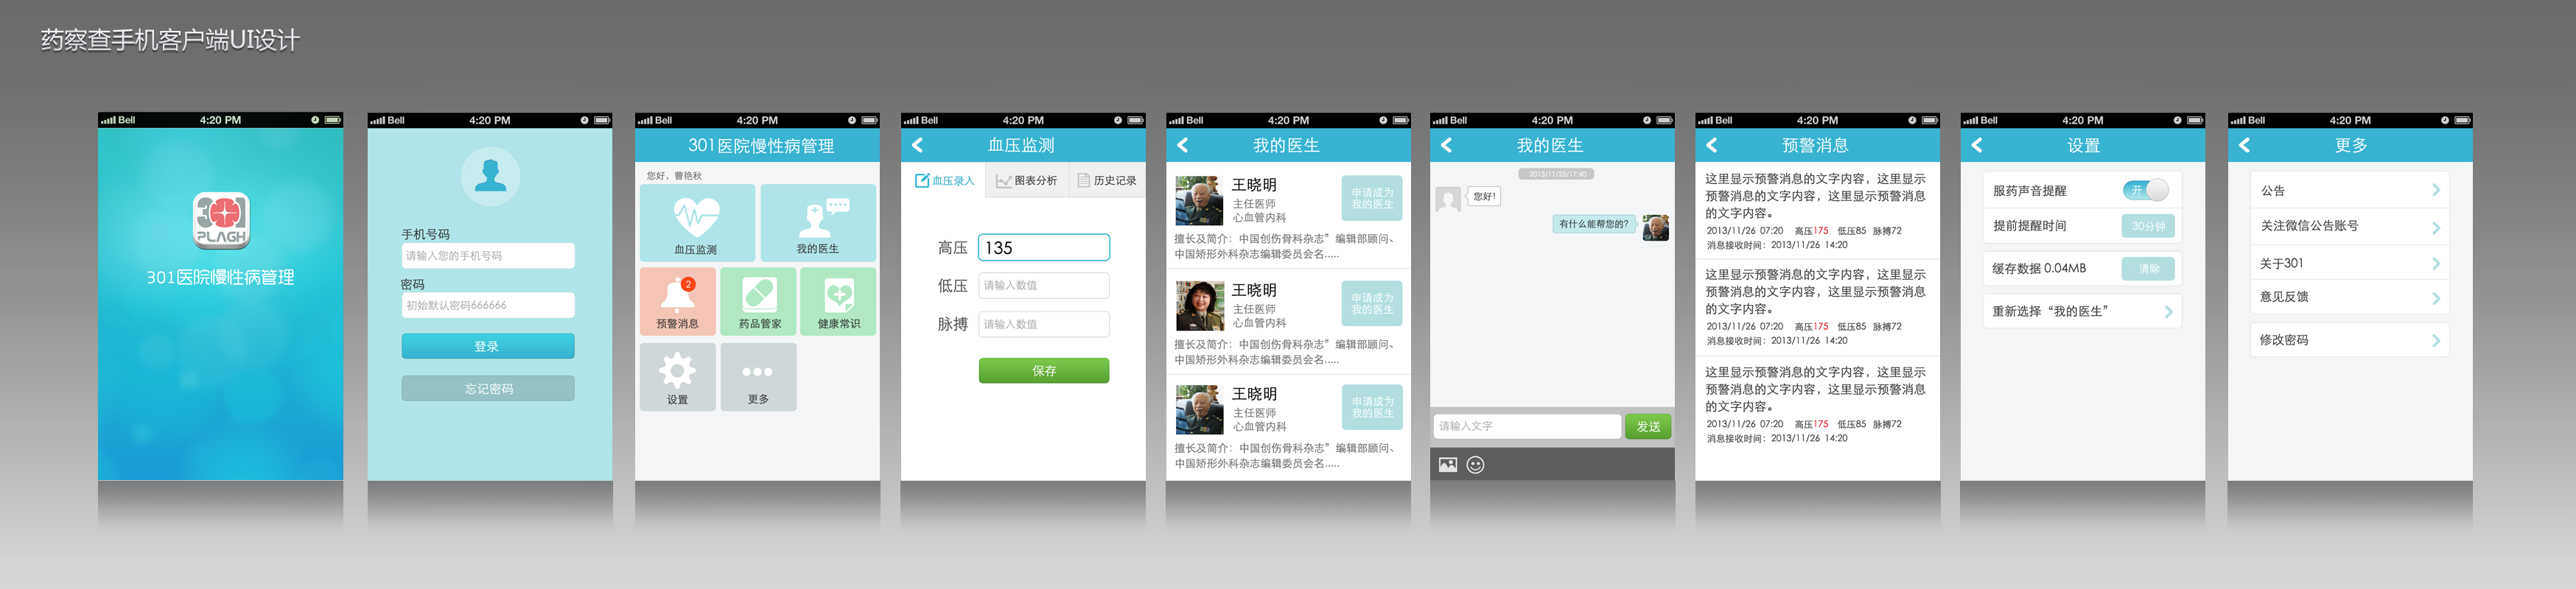 药察查手机客户端UI设计
Bell 4:20 PM
301
PLAGH
301医院慢性病管理
Bell 4:20 PM
手机号码
请输入您的手机号码
密码
初始默认密码666666
登录
忘记密码
Bell 4:20 PM
301医院慢性病管理
您好，曹艳秋
血压监测
我的医生
2
预警消息
药品管家
健康常识
设置
更多
Bell 4:20 PM
血压监测
血压录入 图表分析 历史记录
高压 135
低压 请输入数值
脉搏 请输入数值
保存
Bell 4:20 PM
我的医生
王晓明
主任医师
心血管内科
申请成为
我的医生
擅长及简介：中国创伤骨科杂志”编辑部顾问、
中国矫形外科杂志编辑委员会名.....
王晓明
主任医师
心血管内科
申请成为
我的医生
擅长及简介：中国创伤骨科杂志”编辑部顾问、
中国矫形外科杂志编辑委员会名.....
王晓明
主任医师
心血管内科
申请成为
我的医生
擅长及简介：中国创伤骨科杂志”编辑部顾问、
中国矫形外科杂志编辑委员会名.....
Bell 4:20 PM
我的医生
2013/11/25/17:40
您好!
有什么能帮您的?
请输入文字
发送
Bell 4:20 PM
预警消息
这里显示预警消息的文字内容，这里显示
预警消息的文字内容，这里显示预警消息
的文字内容。
2013/11/26 07:20 高压175 低压85 脉搏72
消息接收时间：2013/11/26 14:20
这里显示预警消息的文字内容，这里显示
预警消息的文字内容，这里显示预警消息
的文字内容。
2013/11/26 07:20 高压175 低压85 脉搏72
消息接收时间：2013/11/26 14:20
这里显示预警消息的文字内容，这里显示
预警消息的文字内容，这里显示预警消息
的文字内容。
2013/11/26 07:20 高压175 低压85 脉搏72
消息接收时间：2013/11/26 14:20
Bell 4:20 PM
设置
服药声音提醒 开
提前提醒时间 30分钟
缓存数据 0.04MB 清除
重新选择“我的医生”
Bell 4:20 PM
更多
公告
关注微信公告账号
关于301
意见反馈
修改密码